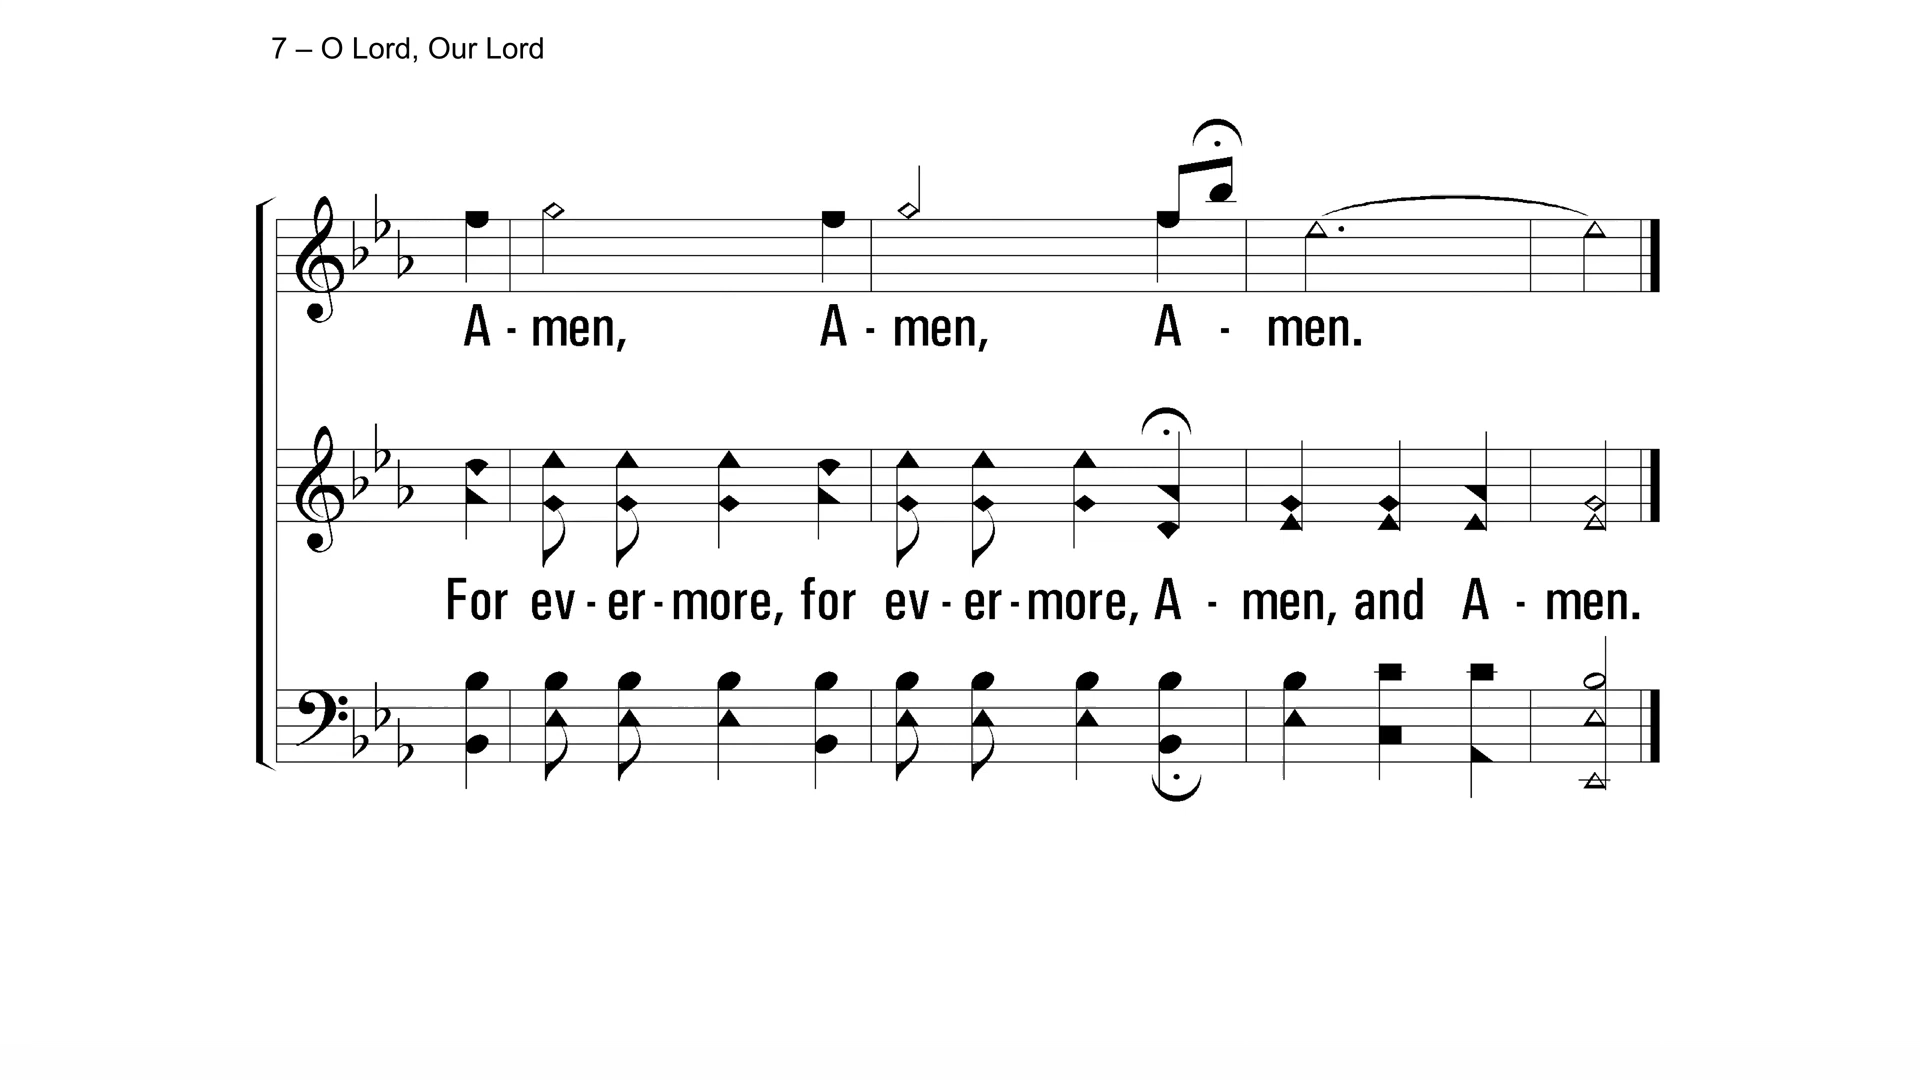 7 – O Lord, Our Lord
A - men, A - men, A - men.
For ev - er - more, for ev - er - more, A - men, and A - men.